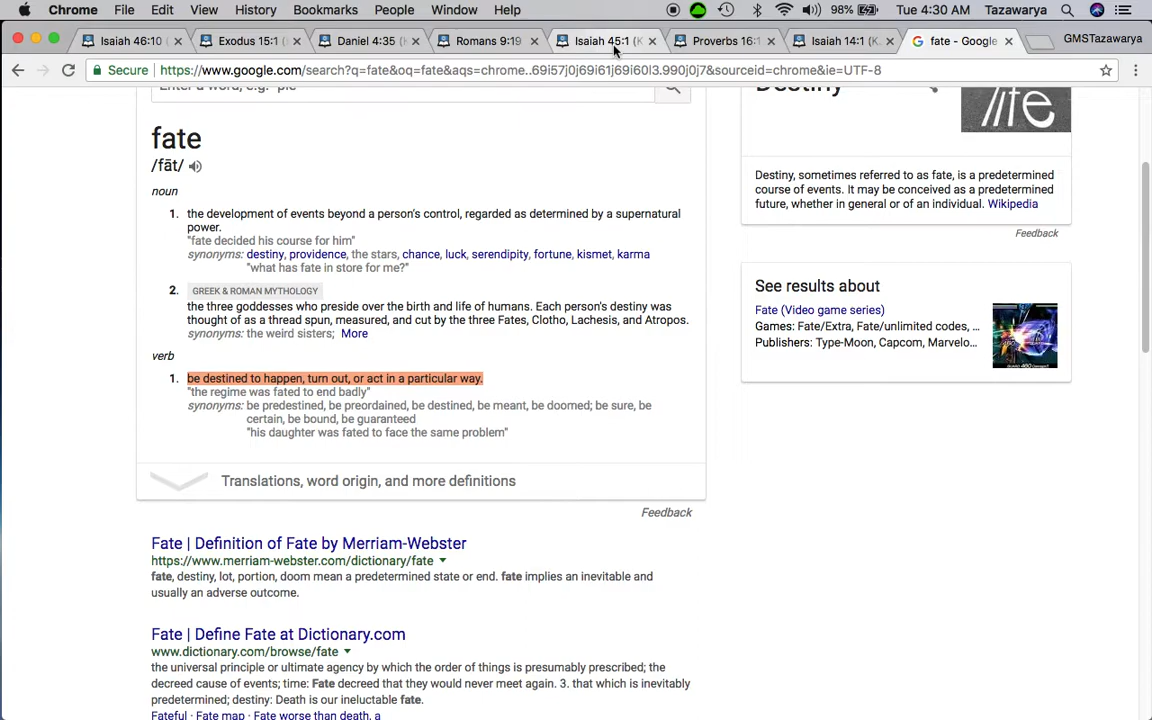 Chrome File Edit View History Bookmarks People Window Help 98% Tue 4:30 AM Tazawarya
Isaiah 46:10 Exodus 15:1 ( Daniel 4:35 (K Romans 9:19 Isaiah 45:1 (K Proverbs 16:1 Isaiah 14:1 (K fate - Google GMSTazawarya
Secure https://www.google.com/search?q=fate&oq=fate&aqs=chrome..69i57j0j69i61j69i60l3.990j0j7&sourceid=chrome&ie=UTF-8
Enter a word, e.g. "pie"
Destiny
life
fate
/fāt/
noun
1. the development of events beyond a person's control, regarded as determined by a supernatural
power.
"fate decided his course for him"
synonyms: destiny, providence, the stars, chance, luck, serendipity, fortune, kismet, karma
"what has fate in store for me?"
2. GREEK & ROMAN MYTHOLOGY
the three goddesses who preside over the birth and life of humans. Each person's destiny was
thought of as a thread spun, measured, and cut by the three Fates, Clotho, Lachesis, and Atropos.
synonyms: the weird sisters; More
verb
1. be destined to happen, turn out, or act in a particular way.
"the regime was fated to end badly"
synonyms: be predestined, be preordained, be destined, be meant, be doomed; be sure, be
certain, be bound, be guaranteed
"his daughter was fated to face the same problem"
Translations, word origin, and more definitions
Feedback
Fate | Definition of Fate by Merriam-Webster
https://www.merriam-webster.com/dictionary/fate
fate, destiny, lot, portion, doom mean a predetermined state or end. fate implies an inevitable and
usually an adverse outcome.
Fate | Define Fate at Dictionary.com
www.dictionary.com/browse/fate
the universal principle or ultimate agency by which the order of things is presumably prescribed; the
decreed cause of events; time: Fate decreed that they would never meet again. 3. that which is inevitably
predetermined; destiny: Death is our ineluctable fate.
Fateful · Fate map · Fate worse than death, a
Destiny, sometimes referred to as fate, is a predetermined
course of events. It may be conceived as a predetermined
future, whether in general or of an individual. Wikipedia
Feedback
See results about
Fate (Video game series)
Games: Fate/Extra, Fate/unlimited codes, ...
Publishers: Type-Moon, Capcom, Marvelo...